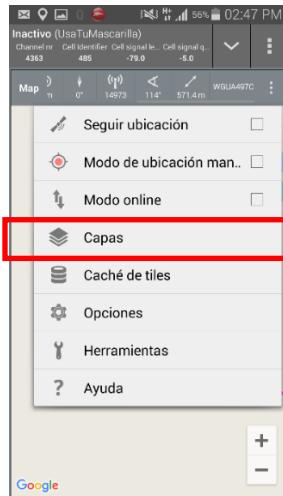 56% 02:47 PM
Inactivo (UsaTuMascarilla)
Channel nr Cell Identifier Cell signal le... Cell signal q...
4363 485 -79.0 -5.0
Map 0° 14973 114° 571.4 m WGUA497C
Seguir ubicación
Modo de ubicación man..
Modo online
Capas
Caché de tiles
Opciones
Herramientas
Ayuda
+
−
Google